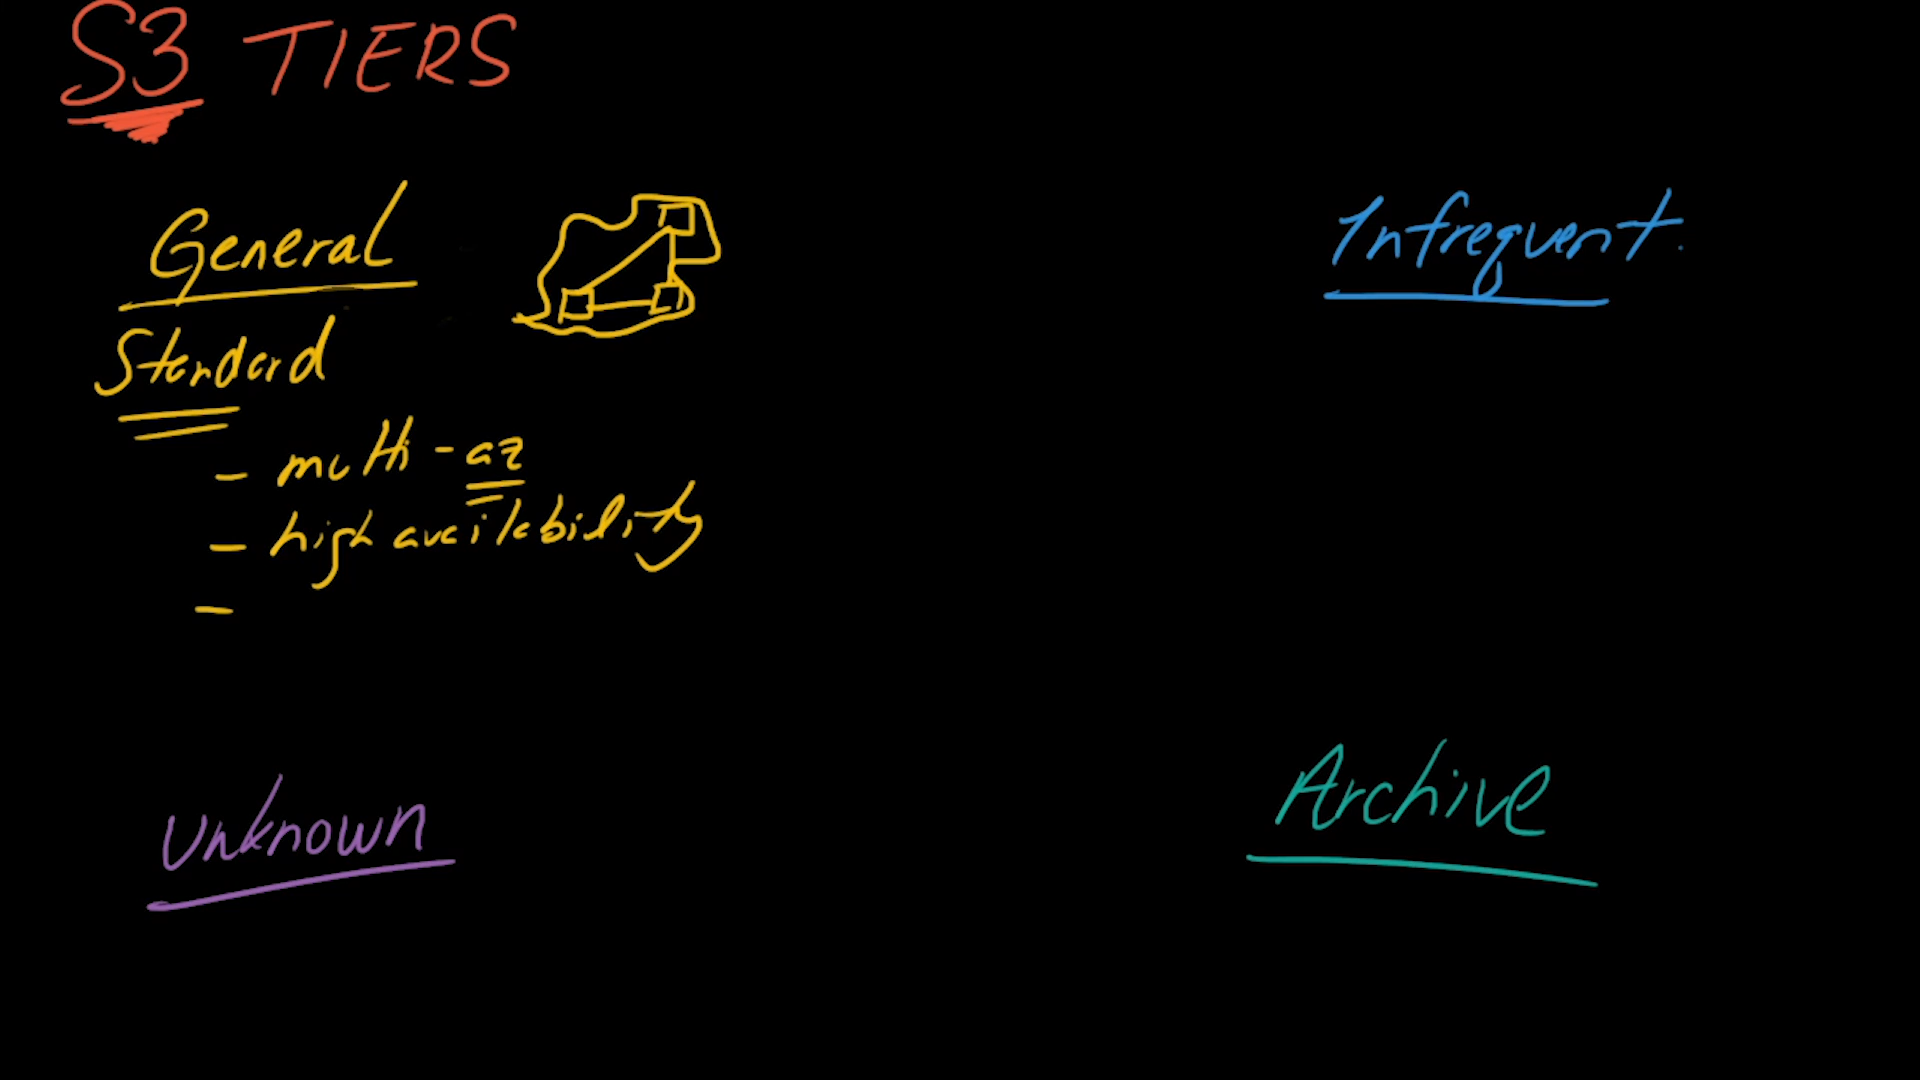 S3 TIERS
General
Standard
- multi-az
- high availability
-
Infrequent.
Unknown
Archive